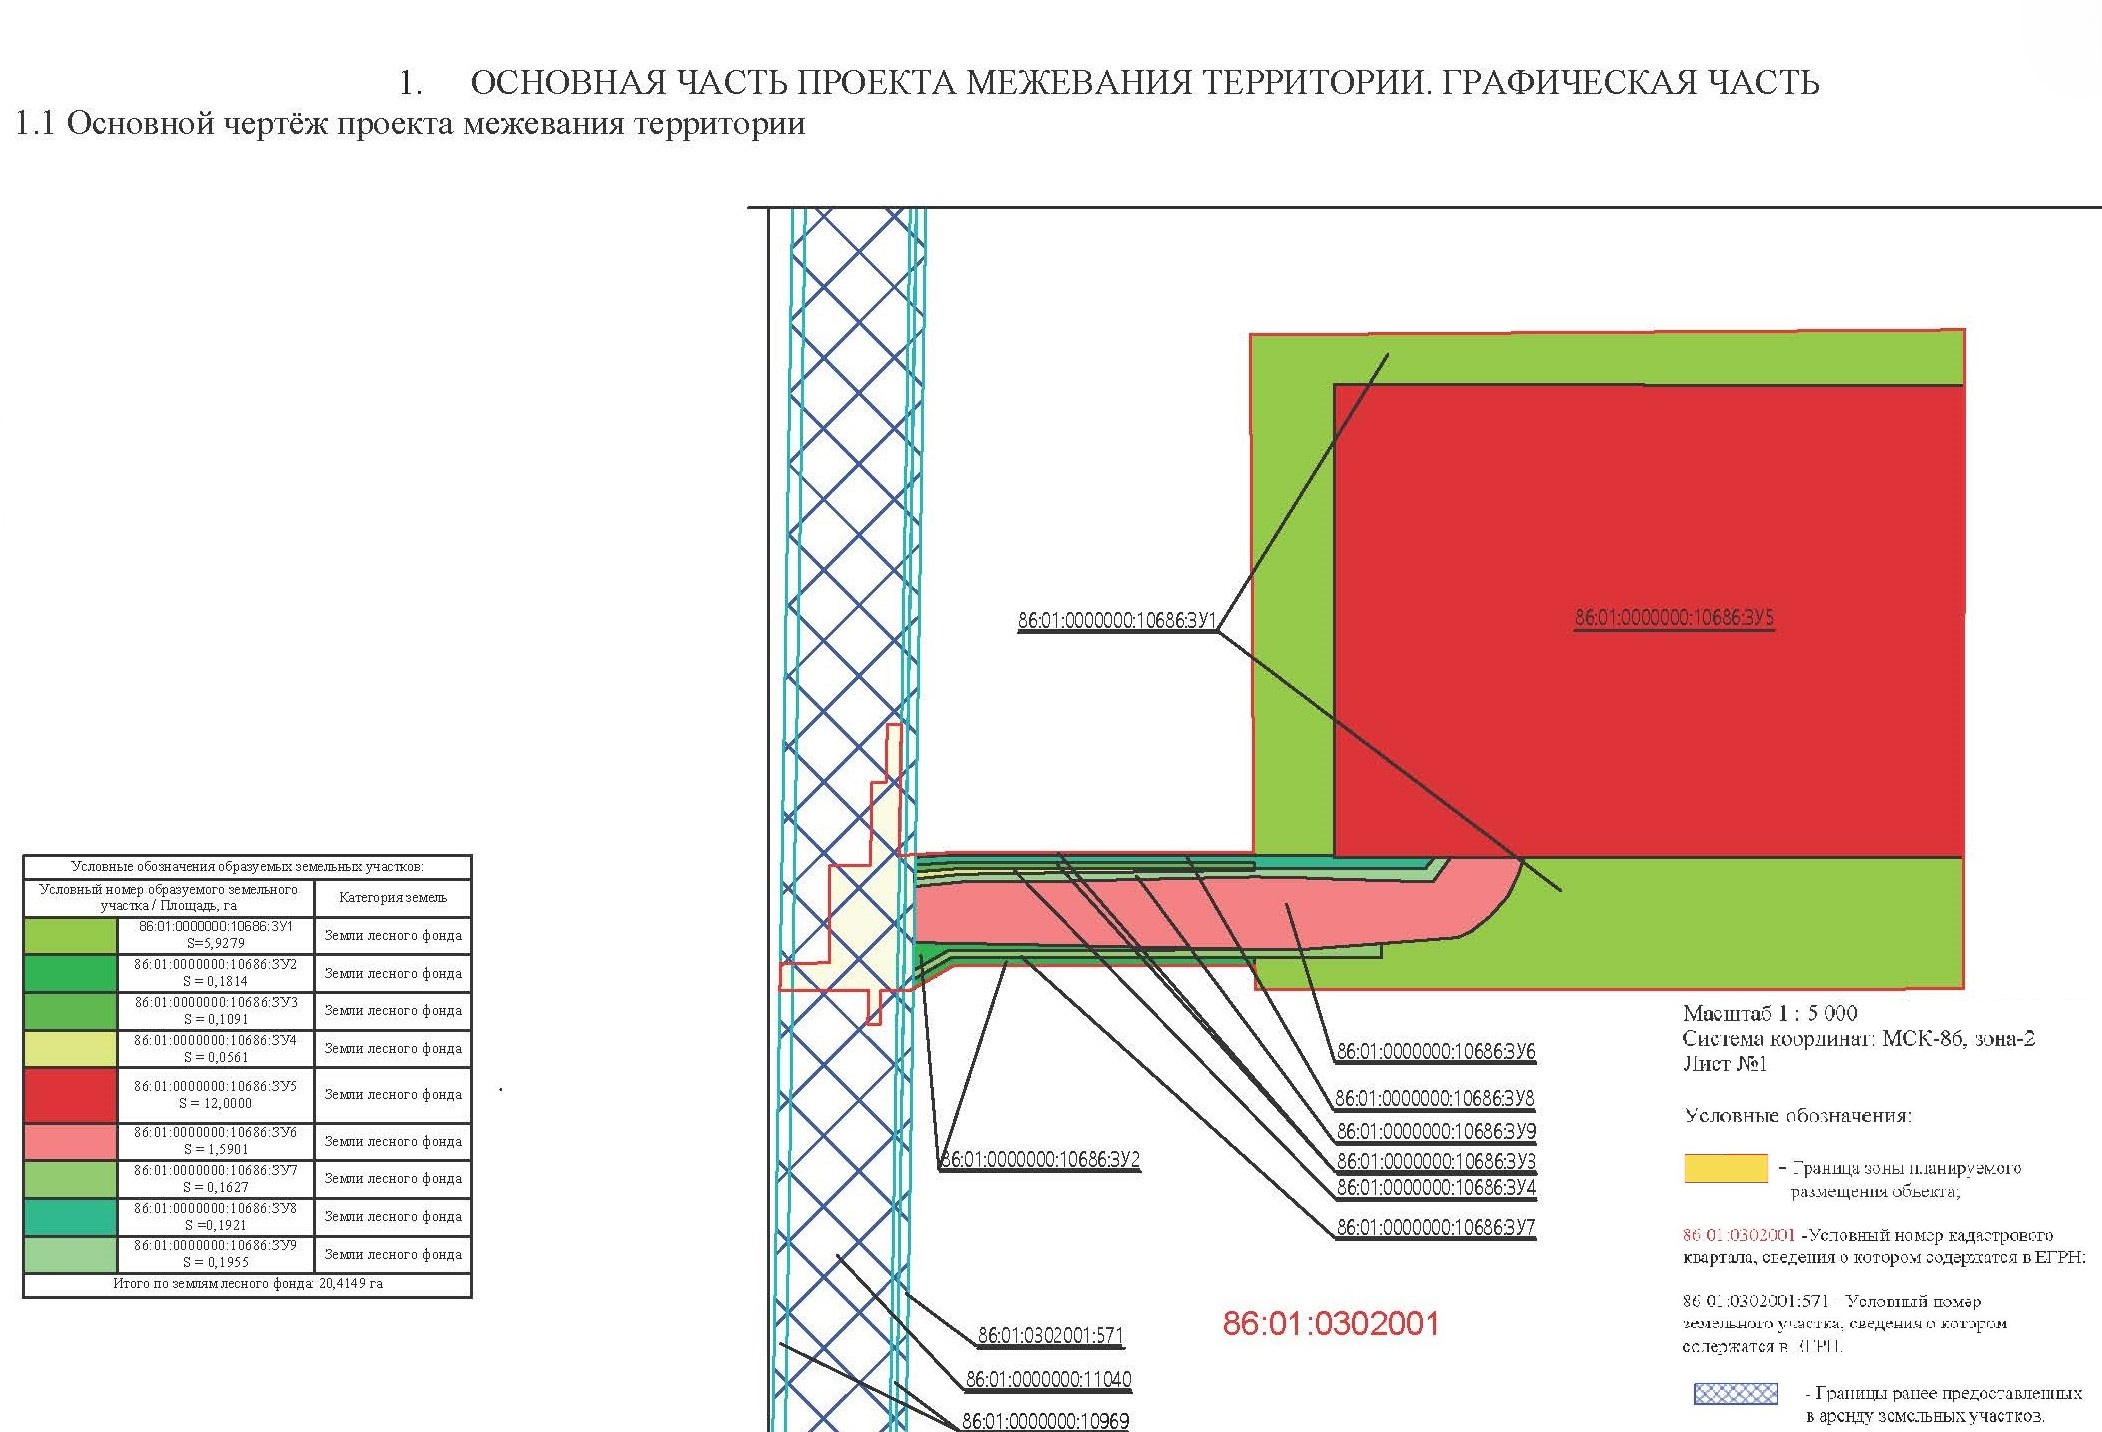 1. ОСНОВНАЯ ЧАСТЬ ПРОЕКТА МЕЖЕВАНИЯ ТЕРРИТОРИИ. ГРАФИЧЕСКАЯ ЧАСТЬ
1.1 Основной чертёж проекта межевания территории
86:01:0000000:10686:ЗУ1
86:01:0000000:10686:ЗУ5
86:01:0000000:10686:ЗУ6
86:01:0000000:10686:ЗУ8
86:01:0000000:10686:ЗУ9
86:01:0000000:10686:ЗУ2
86:01:0000000:10686:ЗУ3
86:01:0000000:10686:ЗУ4
86:01:0000000:10686:ЗУ7
86:01:0302001
86:01:0302001:571
86:01:0000000:11040
86:01:0000000:10969
Условные обозначения образуемых земельных участков:
Условный номер образуемого земельного
участка / Площадь, га
Категория земель
86:01:0000000:10686:ЗУ1
S=5,9279
Земли лесного фонда
86:01:0000000:10686:ЗУ2
S = 0,1814
Земли лесного фонда
86:01:0000000:10686:ЗУ3
S = 0,1091
Земли лесного фонда
86:01:0000000:10686:ЗУ4
S = 0,0561
Земли лесного фонда
86:01:0000000:10686:ЗУ5
S = 12,0000
Земли лесного фонда
86:01:0000000:10686:ЗУ6
S = 1,5901
Земли лесного фонда
86:01:0000000:10686:ЗУ7
S = 0,1627
Земли лесного фонда
86:01:0000000:10686:ЗУ8
S =0,1921
Земли лесного фонда
86:01:0000000:10686:ЗУ9
S = 0,1955
Земли лесного фонда
Итого по землям лесного фонда: 20,4149 га
Масштаб 1 : 5 000
Система координат: МСК-86, зона-2
Лист №1
Условные обозначения:
- Граница зоны планируемого
размещения объекта;
86:01:0302001 -Условный номер кадастрового
квартала, сведения о котором содержатся в ЕГРН;
86:01:0302001:571 - Условный номер
земельного участка, сведения о котором
содержатся в ЕГРН.
- Границы ранее предоставленных
в аренду земельных участков.